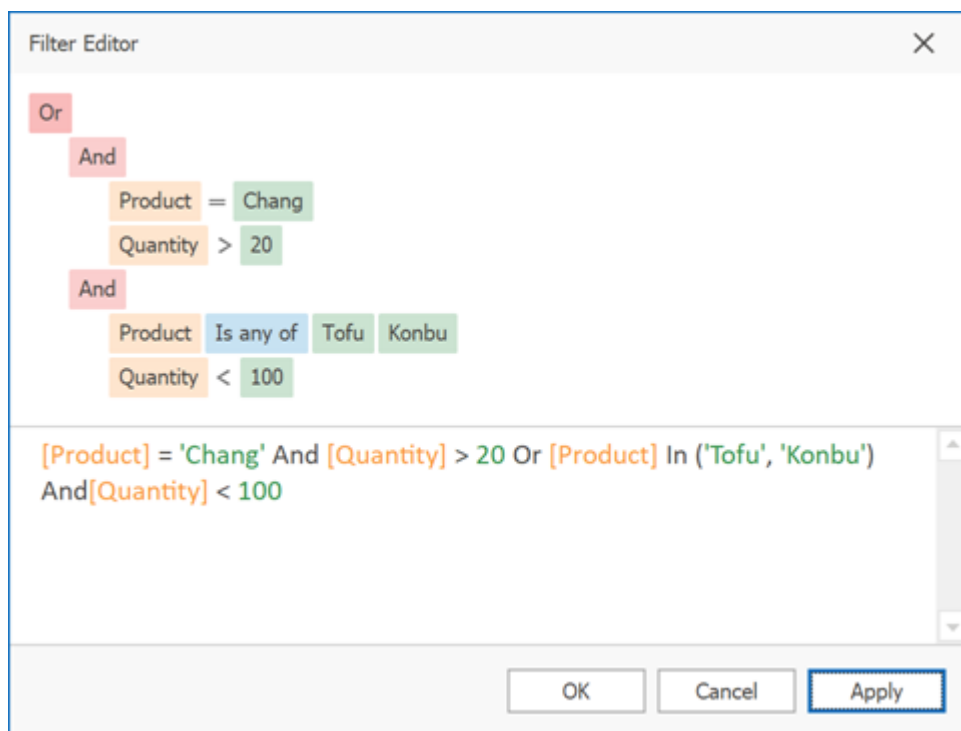 Filter Editor
Or
And
Product = Chang
Quantity > 20
And
Product Is any of Tofu Konbu
Quantity < 100
[Product] = 'Chang' And [Quantity] > 20 Or [Product] In ('Tofu', 'Konbu')
And[Quantity] < 100
OK Cancel Apply